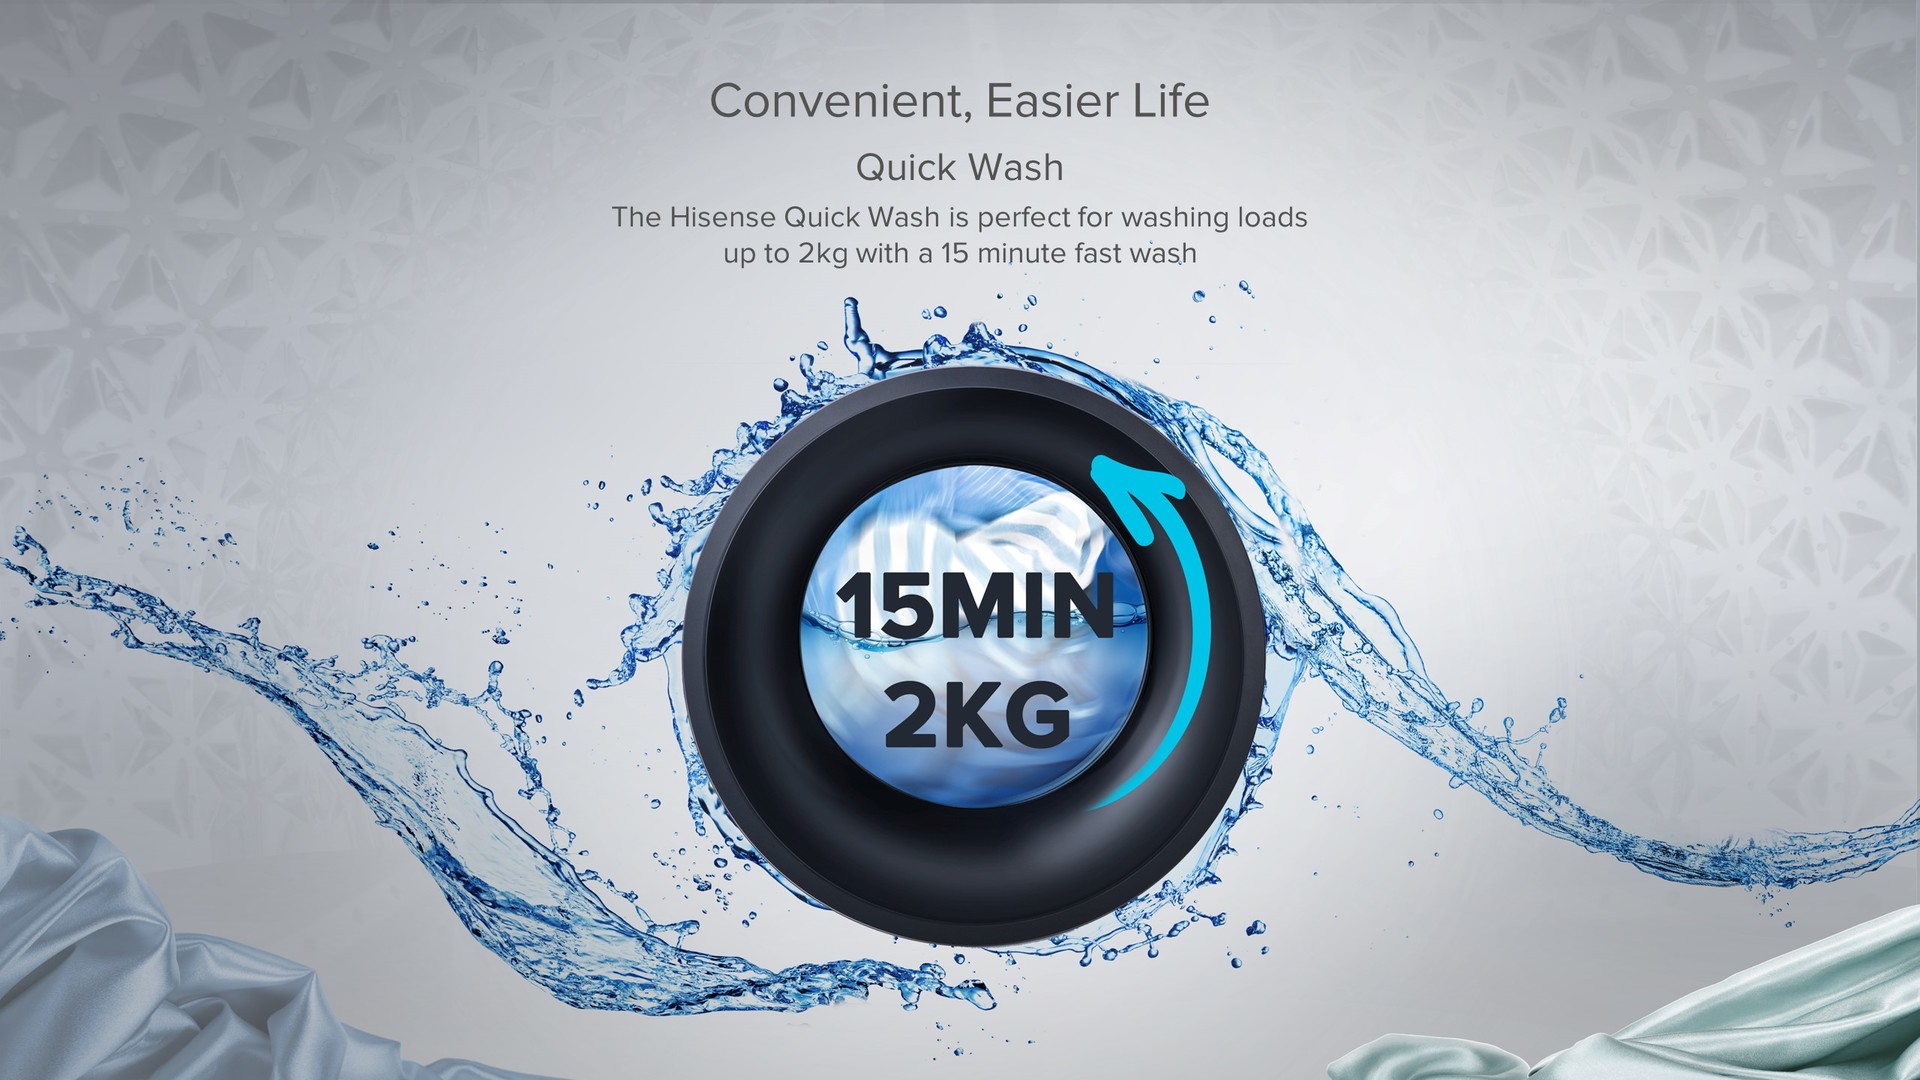 Convenient, Easier Life
Quick Wash
The Hisense Quick Wash is perfect for washing loads
up to 2kg with a 15 minute fast wash
15MIN
2KG